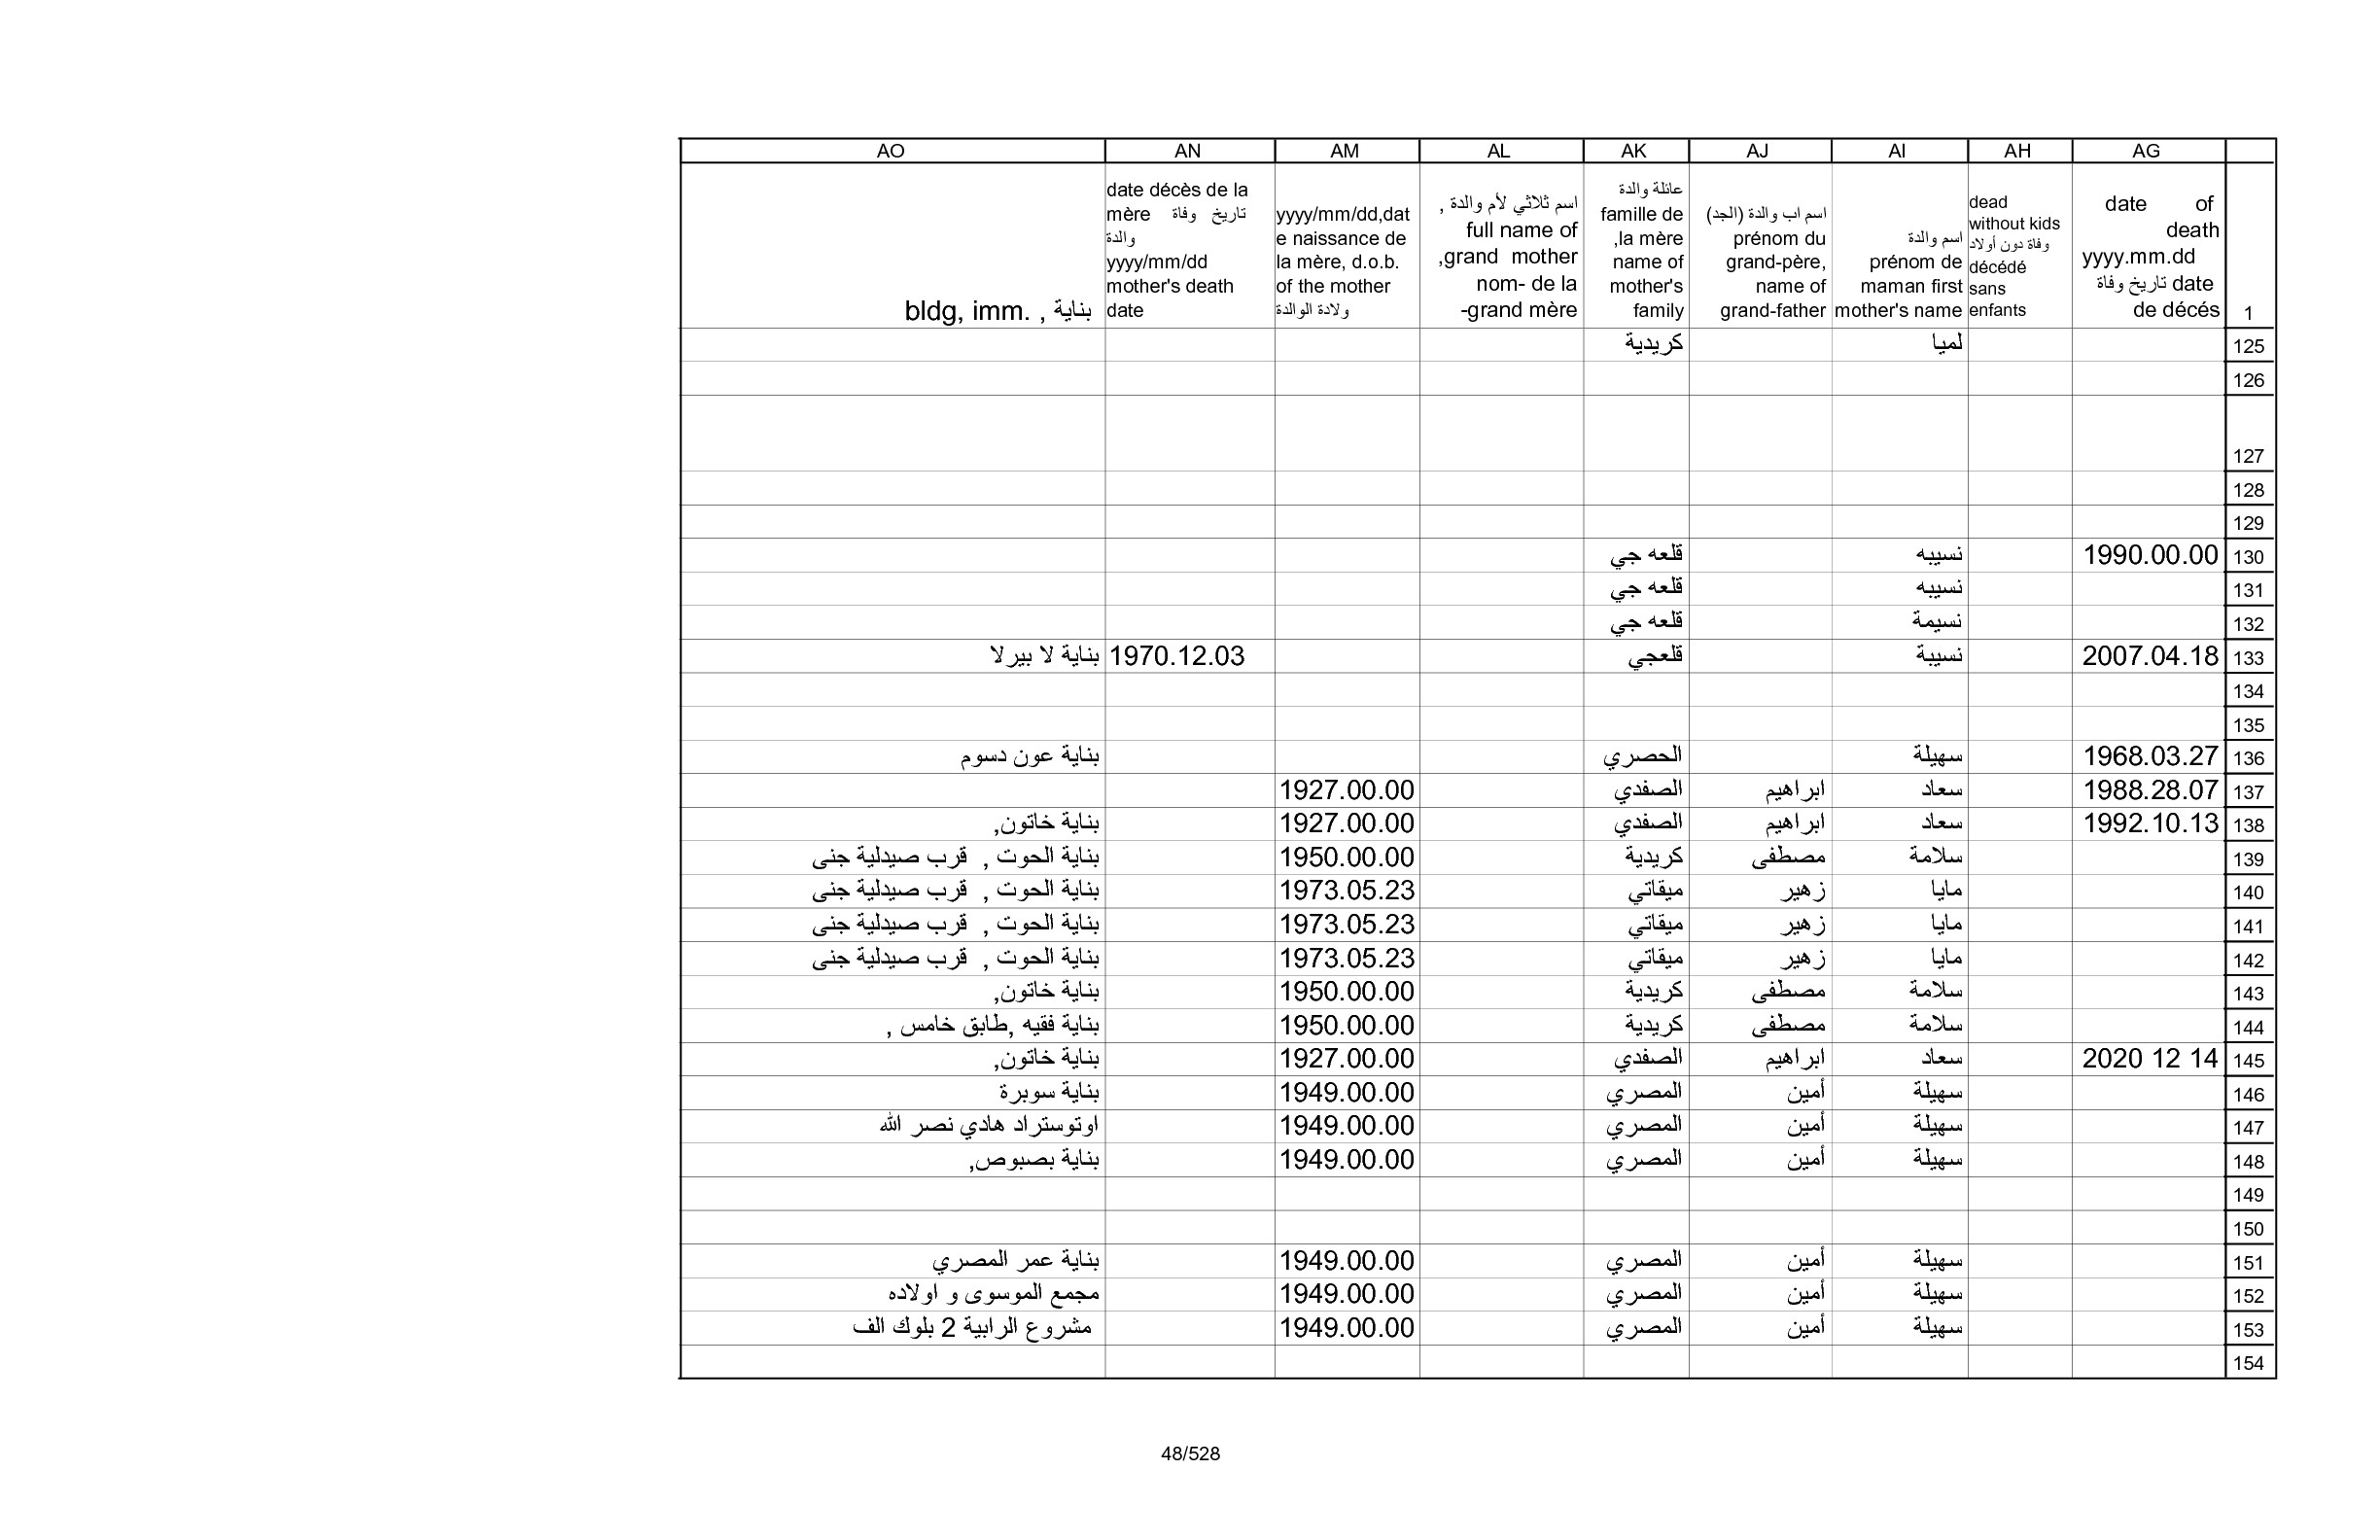 AG AH AI AJ AK AL AM AN AO
1 date of death yyyy.mm.dd تاريخ وفاة date de décés
dead without kids وفاة دون أولاد décédé sans enfants
اسم والدة prénom de maman first mother's name
اسم اب والدة (الجد) prénom du grand-père, name of grand-father
عائلة والدة famille de la mère, name of mother's family
اسم ثلاثي لأم والدة , full name of grand mother, nom- de la grand mère-
yyyy/mm/dd,date naissance de la mère, d.o.b. of the mother ولادة الوالدة
date décès de la mère تاريخ وفاة والدة yyyy/mm/dd mother's death date
بناية , bldg, imm.
125 لميا كريدية
126
127
128
129
130 1990.00.00 نسيبه قلعه جي
131 نسيبه قلعه جي
132 نسيمة قلعه جي
133 2007.04.18 نسيبة قلعجي 1970.12.03 بناية لا بيرلا
134
135
136 1968.03.27 سهيلة الحصري بناية عون دسوم
137 1988.28.07 سعاد ابراهيم الصفدي 1927.00.00
138 1992.10.13 سعاد ابراهيم الصفدي 1927.00.00 بناية خاتون,
139 سلامة مصطفى كريدية 1950.00.00 بناية الحوت , قرب صيدلية جنى
140 مايا زهير ميقاتي 1973.05.23 بناية الحوت , قرب صيدلية جنى
141 مايا زهير ميقاتي 1973.05.23 بناية الحوت , قرب صيدلية جنى
142 مايا زهير ميقاتي 1973.05.23 بناية الحوت , قرب صيدلية جنى
143 سلامة مصطفى كريدية 1950.00.00 بناية خاتون,
144 سلامة مصطفى كريدية 1950.00.00 بناية فقيه ,طابق خامس ,
145 2020 12 14 سعاد ابراهيم الصفدي 1927.00.00 بناية خاتون,
146 سهيلة أمين المصري 1949.00.00 بناية سوبرة
147 سهيلة أمين المصري 1949.00.00 اوتوستراد هادي نصر الله
148 سهيلة أمين المصري 1949.00.00 بناية بصبوص,
149
150
151 سهيلة أمين المصري 1949.00.00 بناية عمر المصري
152 سهيلة أمين المصري 1949.00.00 مجمع الموسوى و اولاده
153 سهيلة أمين المصري 1949.00.00 مشروع الرابية 2 بلوك الف
154
48/528